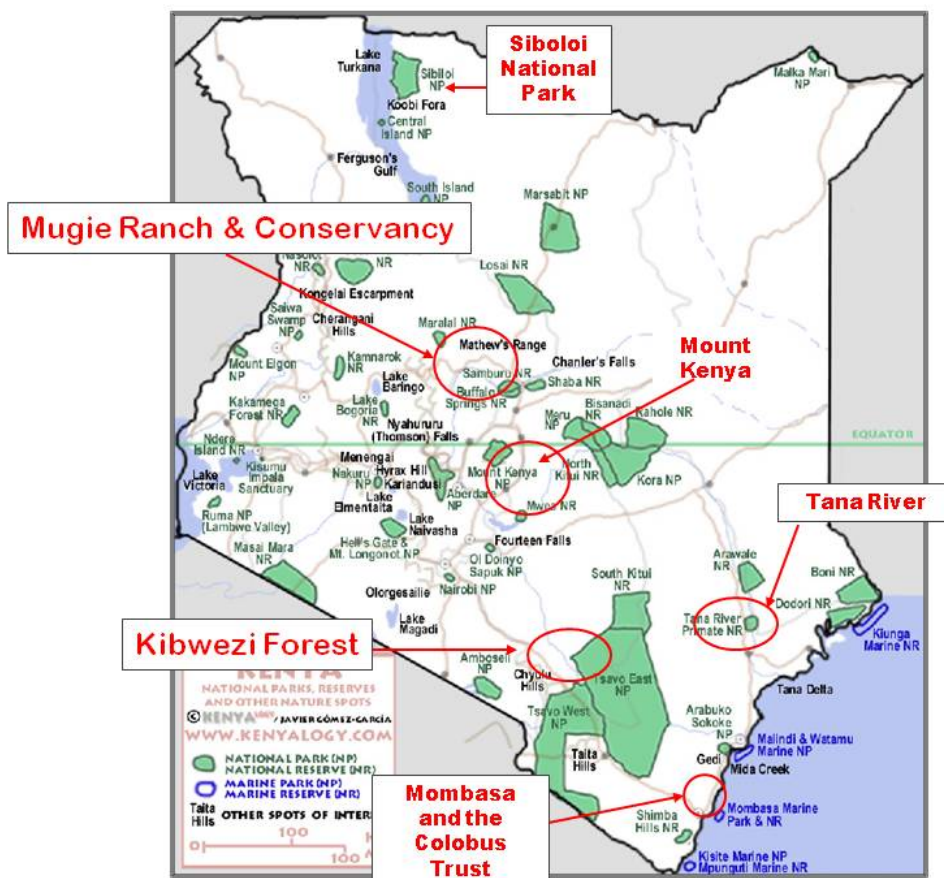 Siboloi
National
Park
Lake
Turkana
Sibiloi
NP
Koobi Fora
Central
Island NP
Malka Mari
NP
Ferguson's
Gulf
South Island
NP
Marsabit NP
Mugie Ranch & Conservancy
Nasolot
NR
NR
Losai NR
Kongelai Escarpment
Saiwa
Swamp
NP
Cherangani
Hills
Maralal NR
Mathew's Range
Chanler's Falls
Mount
Kenya
Mount Elgon
NP
Kamnarok
NR
Lake
Baringo
Samburu NR
Buffalo
Springs NR
Shaba NR
Kakamega
Forest NR
Lake
Bogoria
NR
Nyahururu
(Thomson) Falls
Meru
NP
Bisanadi
NR
Kahole NR
EQUATOR
Ndere
Island NR
Lake
Victoria
Kisumu
Impala
Sanctuary
Menengai
Nakuru
NP
Hyrax Hill
Kariandusi
Lake
Elmentaita
Aberdare
NP
Mount Kenya
NP
North
Kitui NR
Kora NP
Mwea NR
Tana River
Ruma NP
(Lambwe Valley)
Lake
Naivasha
Masai Mara
NR
Hell's Gate &
Mt. Longonot NP
Fourteen Falls
Ol Doinyo
Sapuk NP
Arawale
NR
Boni NR
Olorgesailie
Nairobi NP
South Kitui
NR
Dodori NR
Lake
Magadi
Tana River
Primate NR
Kiunga
Marine NR
Kibwezi Forest
Amboseli
NP
Chyulu
Hills
Tsavo East
NP
Tana Delta
KENYA
NATIONAL PARKS, RESERVES
AND OTHER NATURE SPOTS
© KENYALOGY / JAVIER GÓMEZ-GARCÍA
WWW.KENYALOGY.COM
Tsavo West
NP
Arabuko
Sokoke
NP
Malindi & Watamu
Marine NP
Gedi
Mida Creek
NATIONAL PARK (NP)
NATIONAL RESERVE (NR)
MARINE PARK (NP)
MARINE RESERVE (NR)
Taita
Hills
OTHER SPOTS OF INTER
Taita
Hills
Mombasa
and the
Colobus
Trust
0
100
100
Shimba
Hills NR
Mombasa Marine
Park & NR
Kisite Marine NP
Mpunguti Marine NR